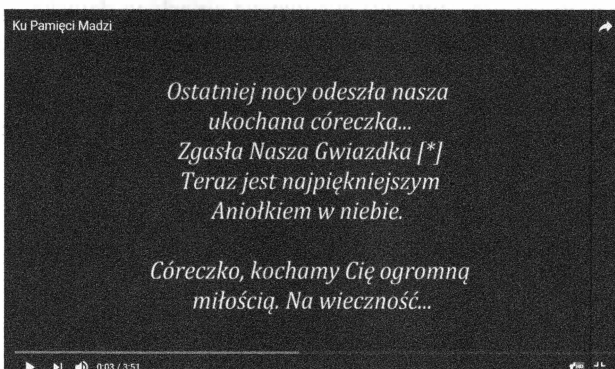 Ku Pamięci Madzi
Ostatniej nocy odeszła nasza
ukochana córeczka...
Zgasła Nasza Gwiazdka [*]
Teraz jest najpiękniejszym
Aniołkiem w niebie.
Córeczko, kochamy Cię ogromną
miłością. Na wieczność...
0:03 / 3:51